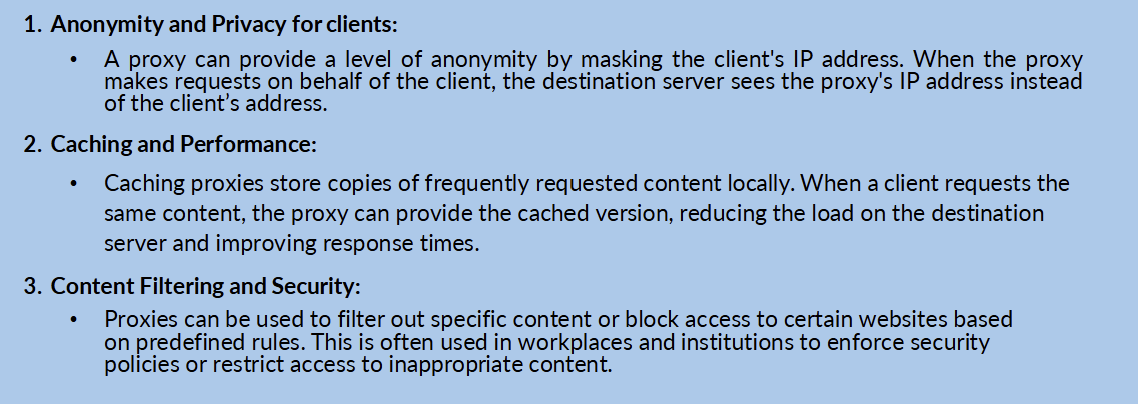 1. Anonymity and Privacy for clients:
• A proxy can provide a level of anonymity by masking the client's IP address. When the proxy
makes requests on behalf of the client, the destination server sees the proxy's IP address instead
of the client’s address.
2. Caching and Performance:
• Caching proxies store copies of frequently requested content locally. When a client requests the
same content, the proxy can provide the cached version, reducing the load on the destination
server and improving response times.
3. Content Filtering and Security:
• Proxies can be used to filter out specific content or block access to certain websites based
on predefined rules. This is often used in workplaces and institutions to enforce security
policies or restrict access to inappropriate content.